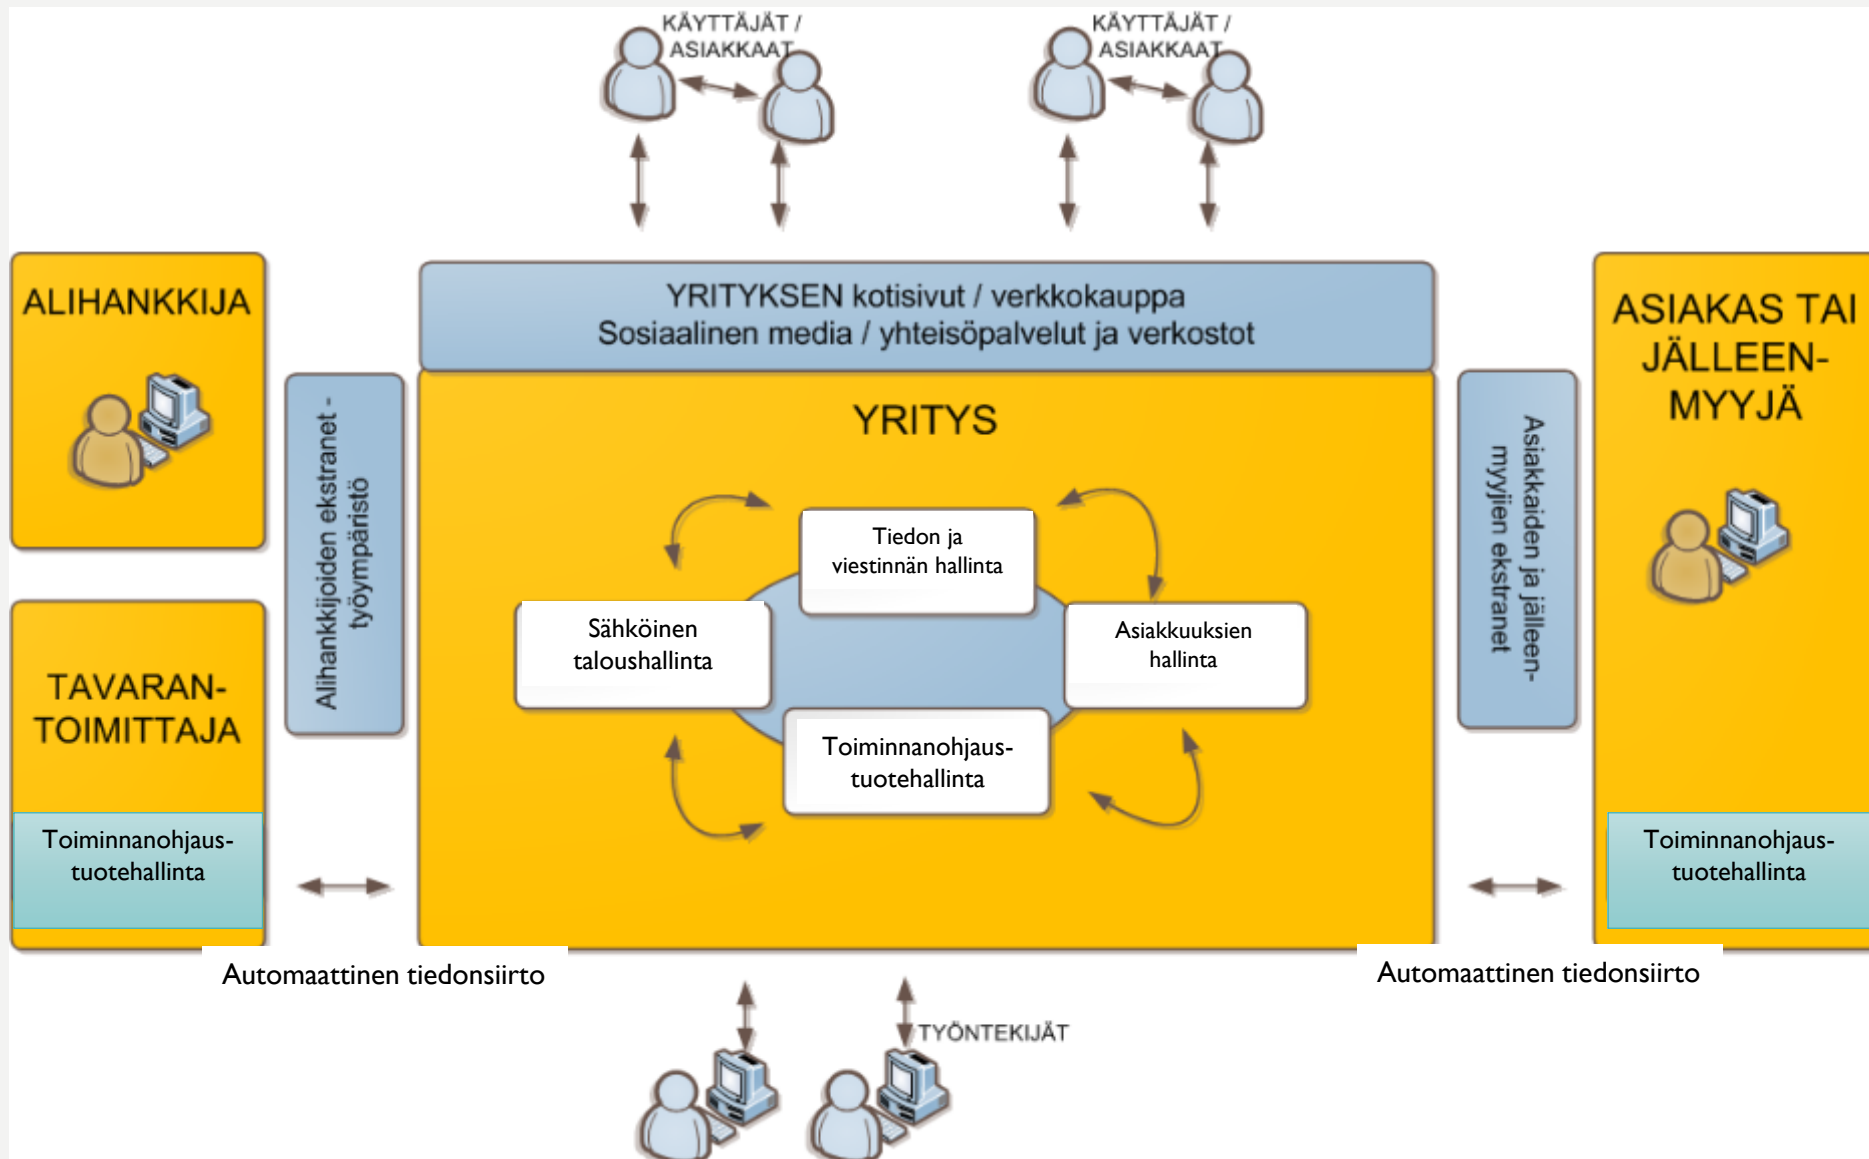 KÄYTTÄJÄT /
ASIAKKAAT
KÄYTTÄJÄT /
ASIAKKAAT
ALIHANKKIJA
YRITYKSEN kotisivut / verkkokauppa
Sosiaalinen media / yhteisöpalvelut ja verkostot
ASIAKAS TAI
JÄLLEEN-
MYYJÄ
Alihankkijoiden ekstranet -
työympäristö
YRITYS
Asiakkaiden ja jälleen-
myyjien ekstranet
Tiedon ja
viestinnän hallinta
Sähköinen
taloushallinta
Asiakkuuksien
hallinta
Toiminnanohjaus-
tuotehallinta
TAVARAN-
TOIMITTAJA
Toiminnanohjaus-
tuotehallinta
Toiminnanohjaus-
tuotehallinta
Automaattinen tiedonsiirto
Automaattinen tiedonsiirto
TYÖNTEKIJÄT